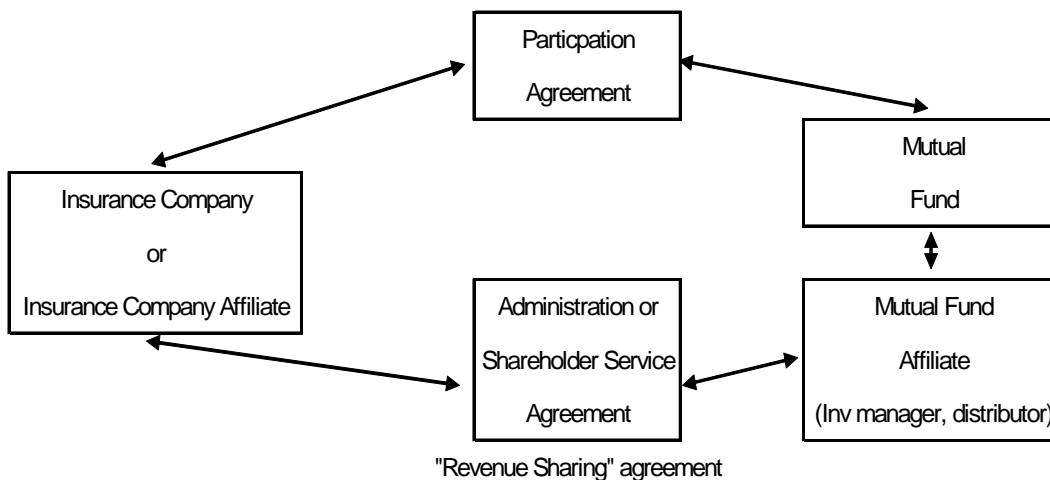 Particpation
Agreement
Mutual
Fund
Insurance Company
or
Insurance Company Affiliate
Administration or
Shareholder Service
Agreement
Mutual Fund
Affiliate
(Inv manager, distributor)
"Revenue Sharing" agreement